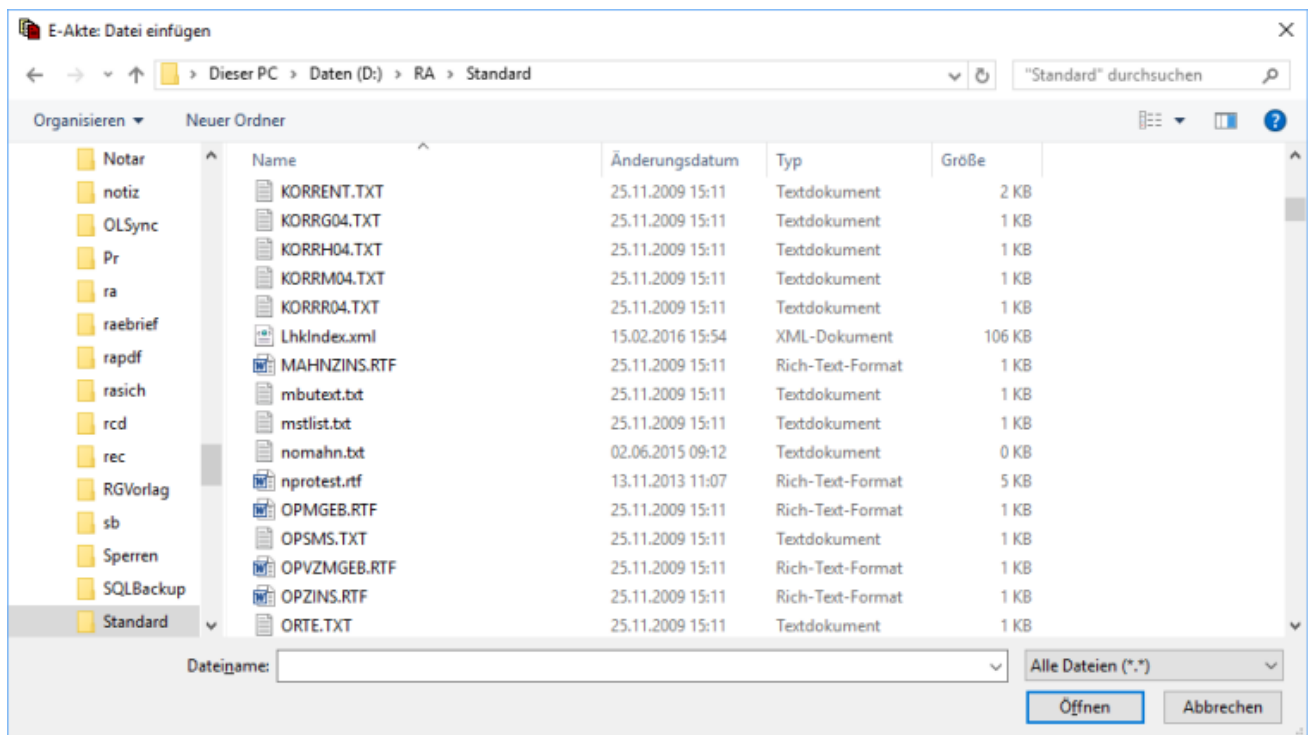 E-Akte: Datei einfügen
Dieser PC > Daten (D:) > RA > Standard
"Standard" durchsuchen
Organisieren
Neuer Ordner
Notar
notiz
OLSync
Pr
ra
raebrief
rapdf
rasich
rcd
rec
RGVorlag
sb
Sperren
SQLBackup
Standard
Name Änderungsdatum Typ Größe
KORRENT.TXT 25.11.2009 15:11 Textdokument 2 KB
KORRG04.TXT 25.11.2009 15:11 Textdokument 1 KB
KORRH04.TXT 25.11.2009 15:11 Textdokument 1 KB
KORRM04.TXT 25.11.2009 15:11 Textdokument 1 KB
KORRR04.TXT 25.11.2009 15:11 Textdokument 1 KB
LhkIndex.xml 15.02.2016 15:54 XML-Dokument 106 KB
MAHNZINS.RTF 25.11.2009 15:11 Rich-Text-Format 1 KB
mbutext.txt 25.11.2009 15:11 Textdokument 1 KB
mstlist.txt 25.11.2009 15:11 Textdokument 1 KB
nomahn.txt 02.06.2015 09:12 Textdokument 0 KB
nprotest.rtf 13.11.2013 11:07 Rich-Text-Format 5 KB
OPMGEB.RTF 25.11.2009 15:11 Rich-Text-Format 1 KB
OPSMS.TXT 25.11.2009 15:11 Textdokument 1 KB
OPVZMGEB.RTF 25.11.2009 15:11 Rich-Text-Format 1 KB
OPZINS.RTF 25.11.2009 15:11 Rich-Text-Format 1 KB
ORTE.TXT 25.11.2009 15:11 Textdokument 1 KB
Dateiname:
Alle Dateien (*.*)
Öffnen
Abbrechen